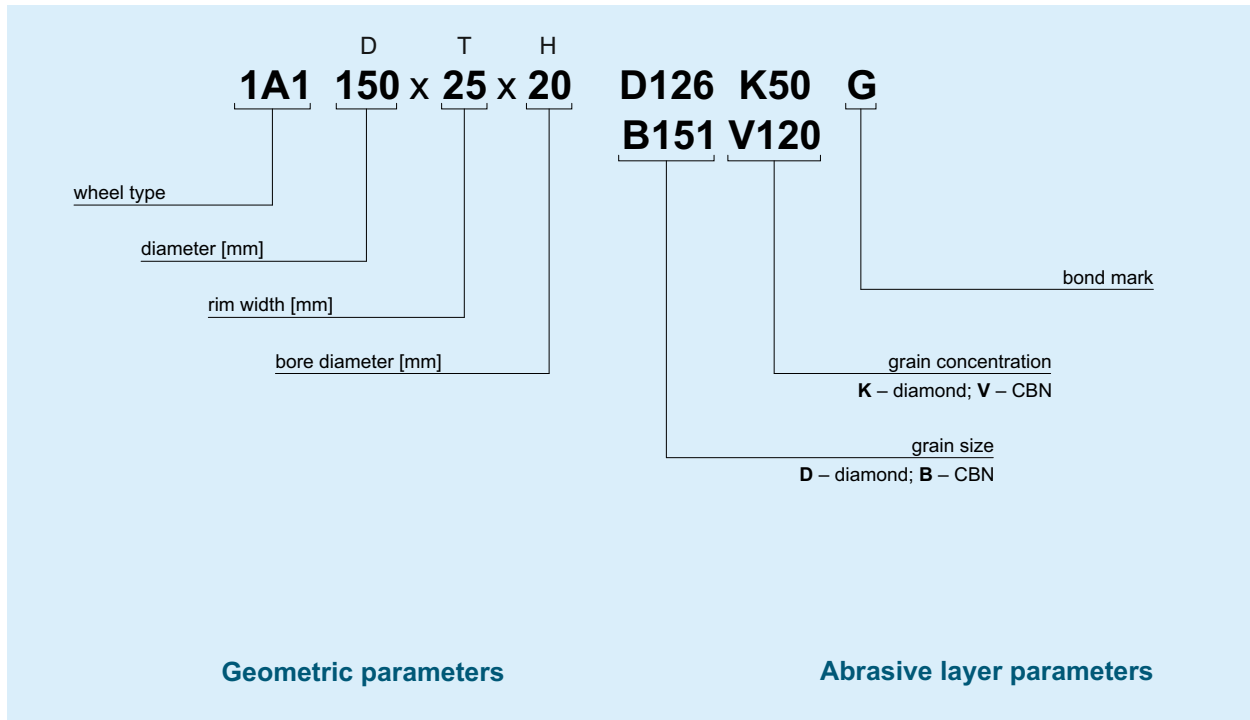 D T H
1A1 150 x 25 x 20 D126 K50 G
B151 V120
wheel type
diameter [mm]
bond mark
rim width [mm]
bore diameter [mm]
grain concentration
K – diamond; V – CBN
grain size
D – diamond; B – CBN
Geometric parameters
Abrasive layer parameters